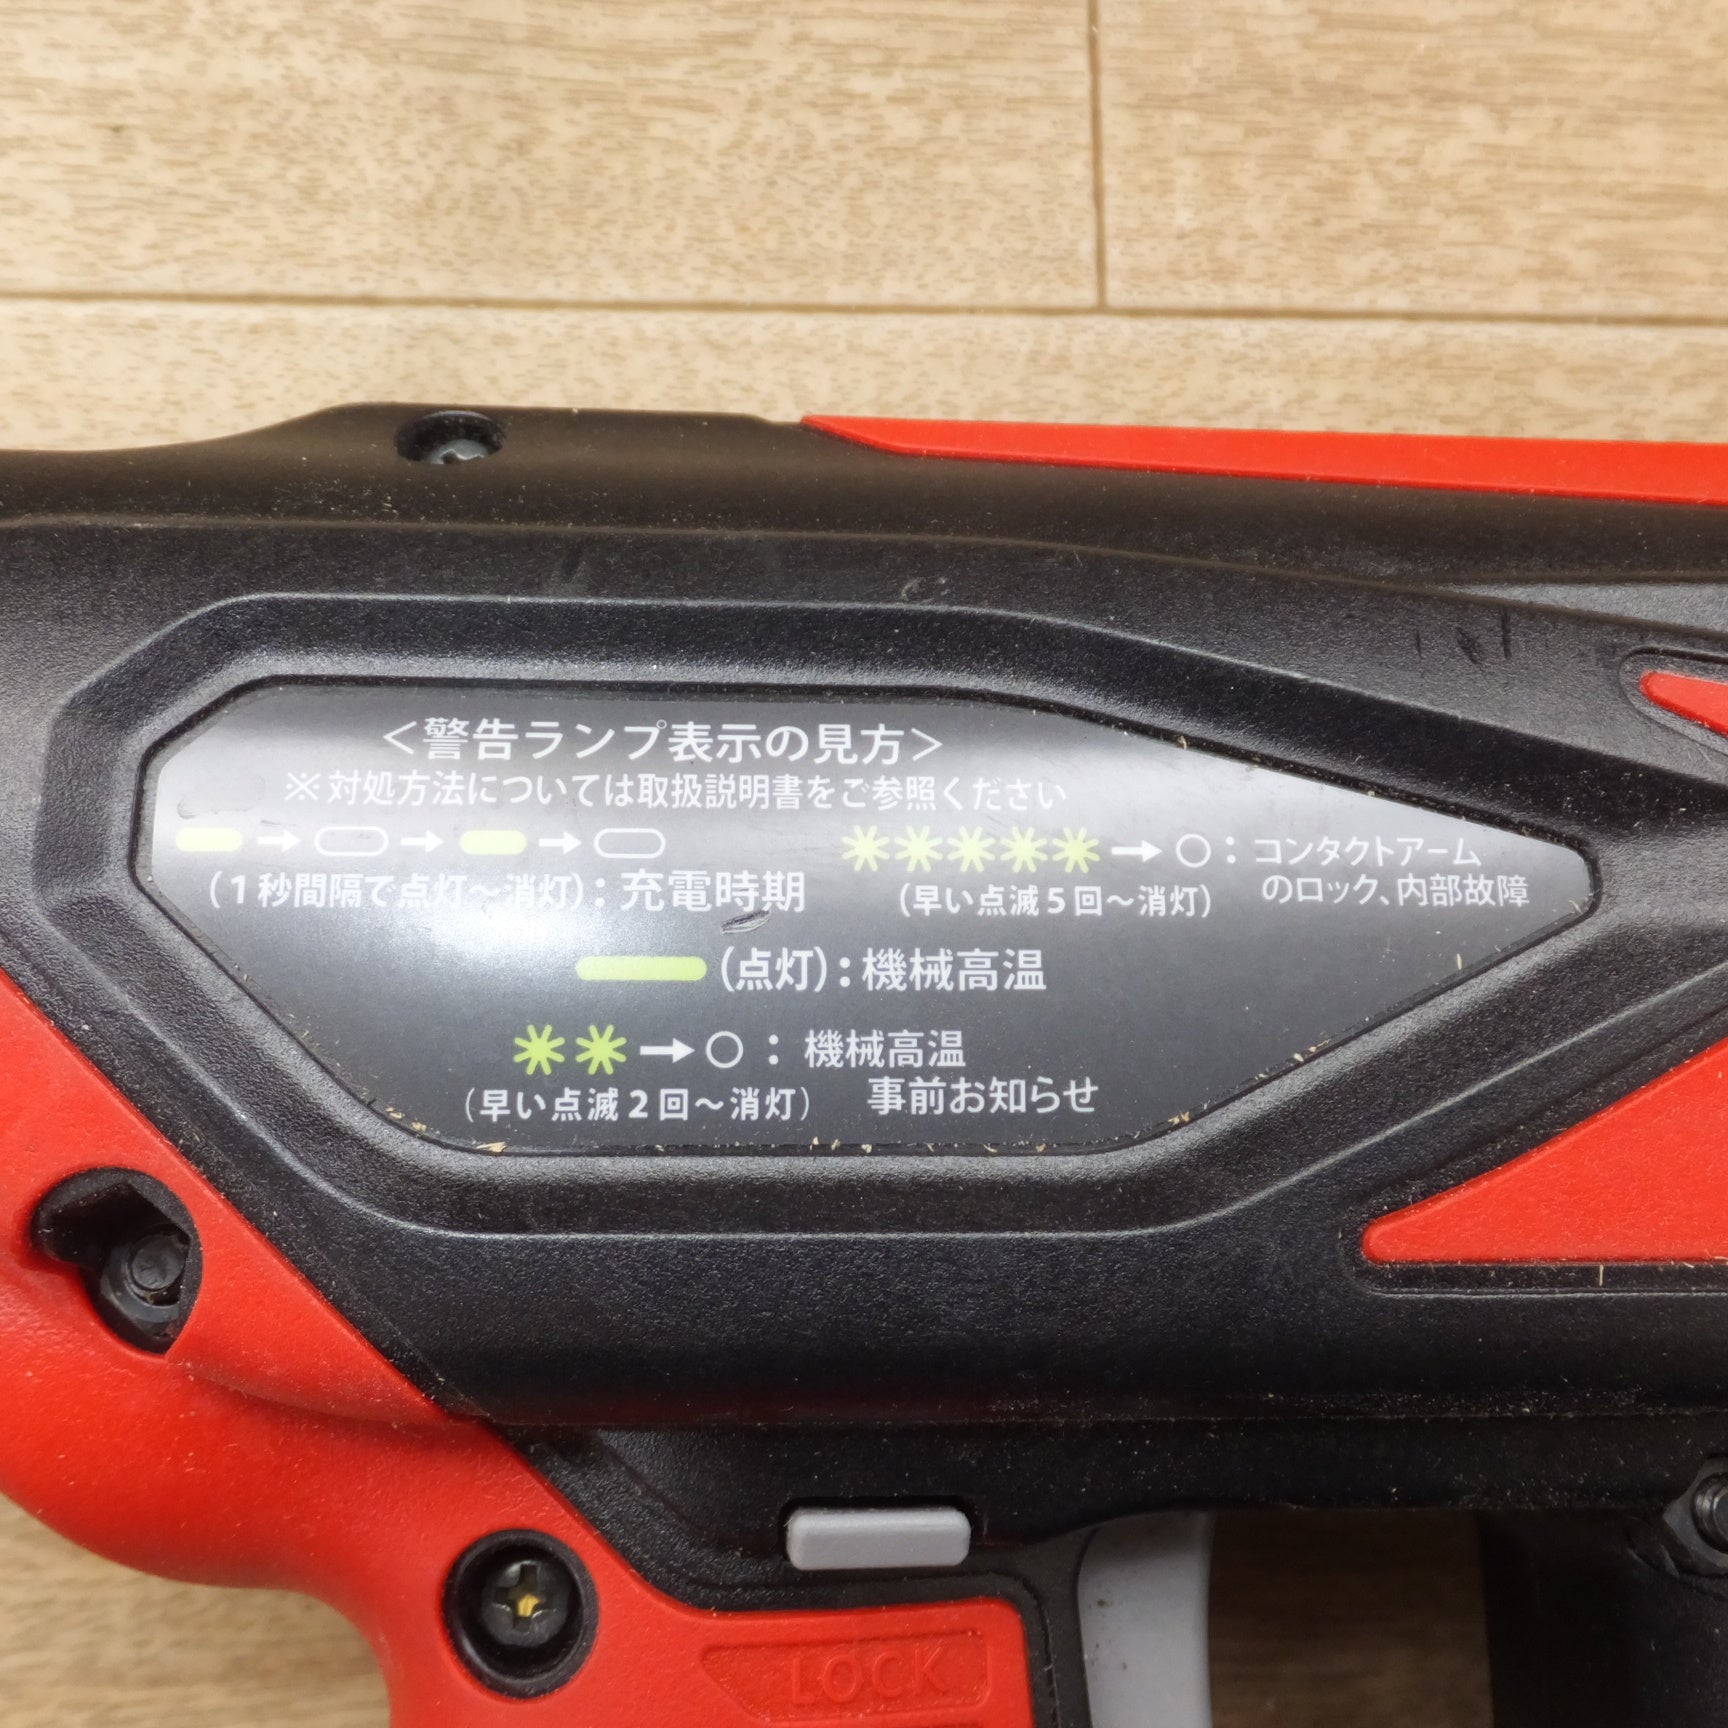 ＜警告ランプ表示の見方＞
※対処方法については取扱説明書をご参照ください
→ → →
(１秒間隔で点灯～消灯)：充電時期
→○：コンタクトアーム
のロック、内部故障
(早い点滅５回～消灯)
(点灯)：機械高温
→○：機械高温
事前お知らせ
(早い点滅２回～消灯)
LOCK